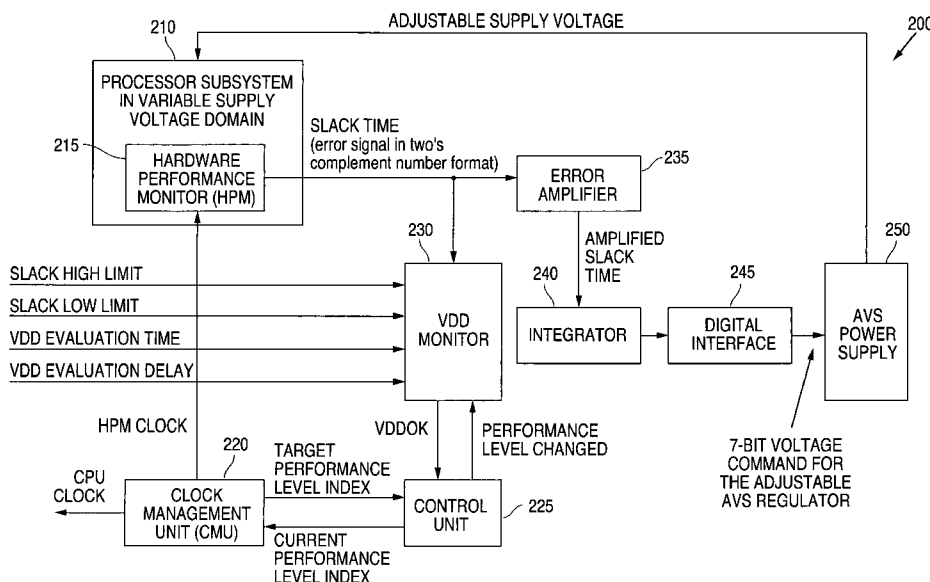 ADJUSTABLE SUPPLY VOLTAGE
200
210
PROCESSOR SUBSYSTEM
IN VARIABLE SUPPLY
VOLTAGE DOMAIN
215
HARDWARE
PERFORMANCE
MONITOR (HPM)
SLACK TIME
(error signal in two's
complement number format)
235
ERROR
AMPLIFIER
230
AMPLIFIED
SLACK
TIME
250
SLACK HIGH LIMIT
SLACK LOW LIMIT
VDD EVALUATION TIME
VDD EVALUATION DELAY
VDD
MONITOR
240
INTEGRATOR
245
DIGITAL
INTERFACE
AVS
POWER
SUPPLY
HPM CLOCK
VDDOK
PERFORMANCE
LEVEL CHANGED
7-BIT VOLTAGE
COMMAND FOR
THE ADJUSTABLE
AVS REGULATOR
220
TARGET
PERFORMANCE
LEVEL INDEX
CPU
CLOCK
CLOCK
MANAGEMENT
UNIT (CMU)
CONTROL
UNIT
225
CURRENT
PERFORMANCE
LEVEL INDEX